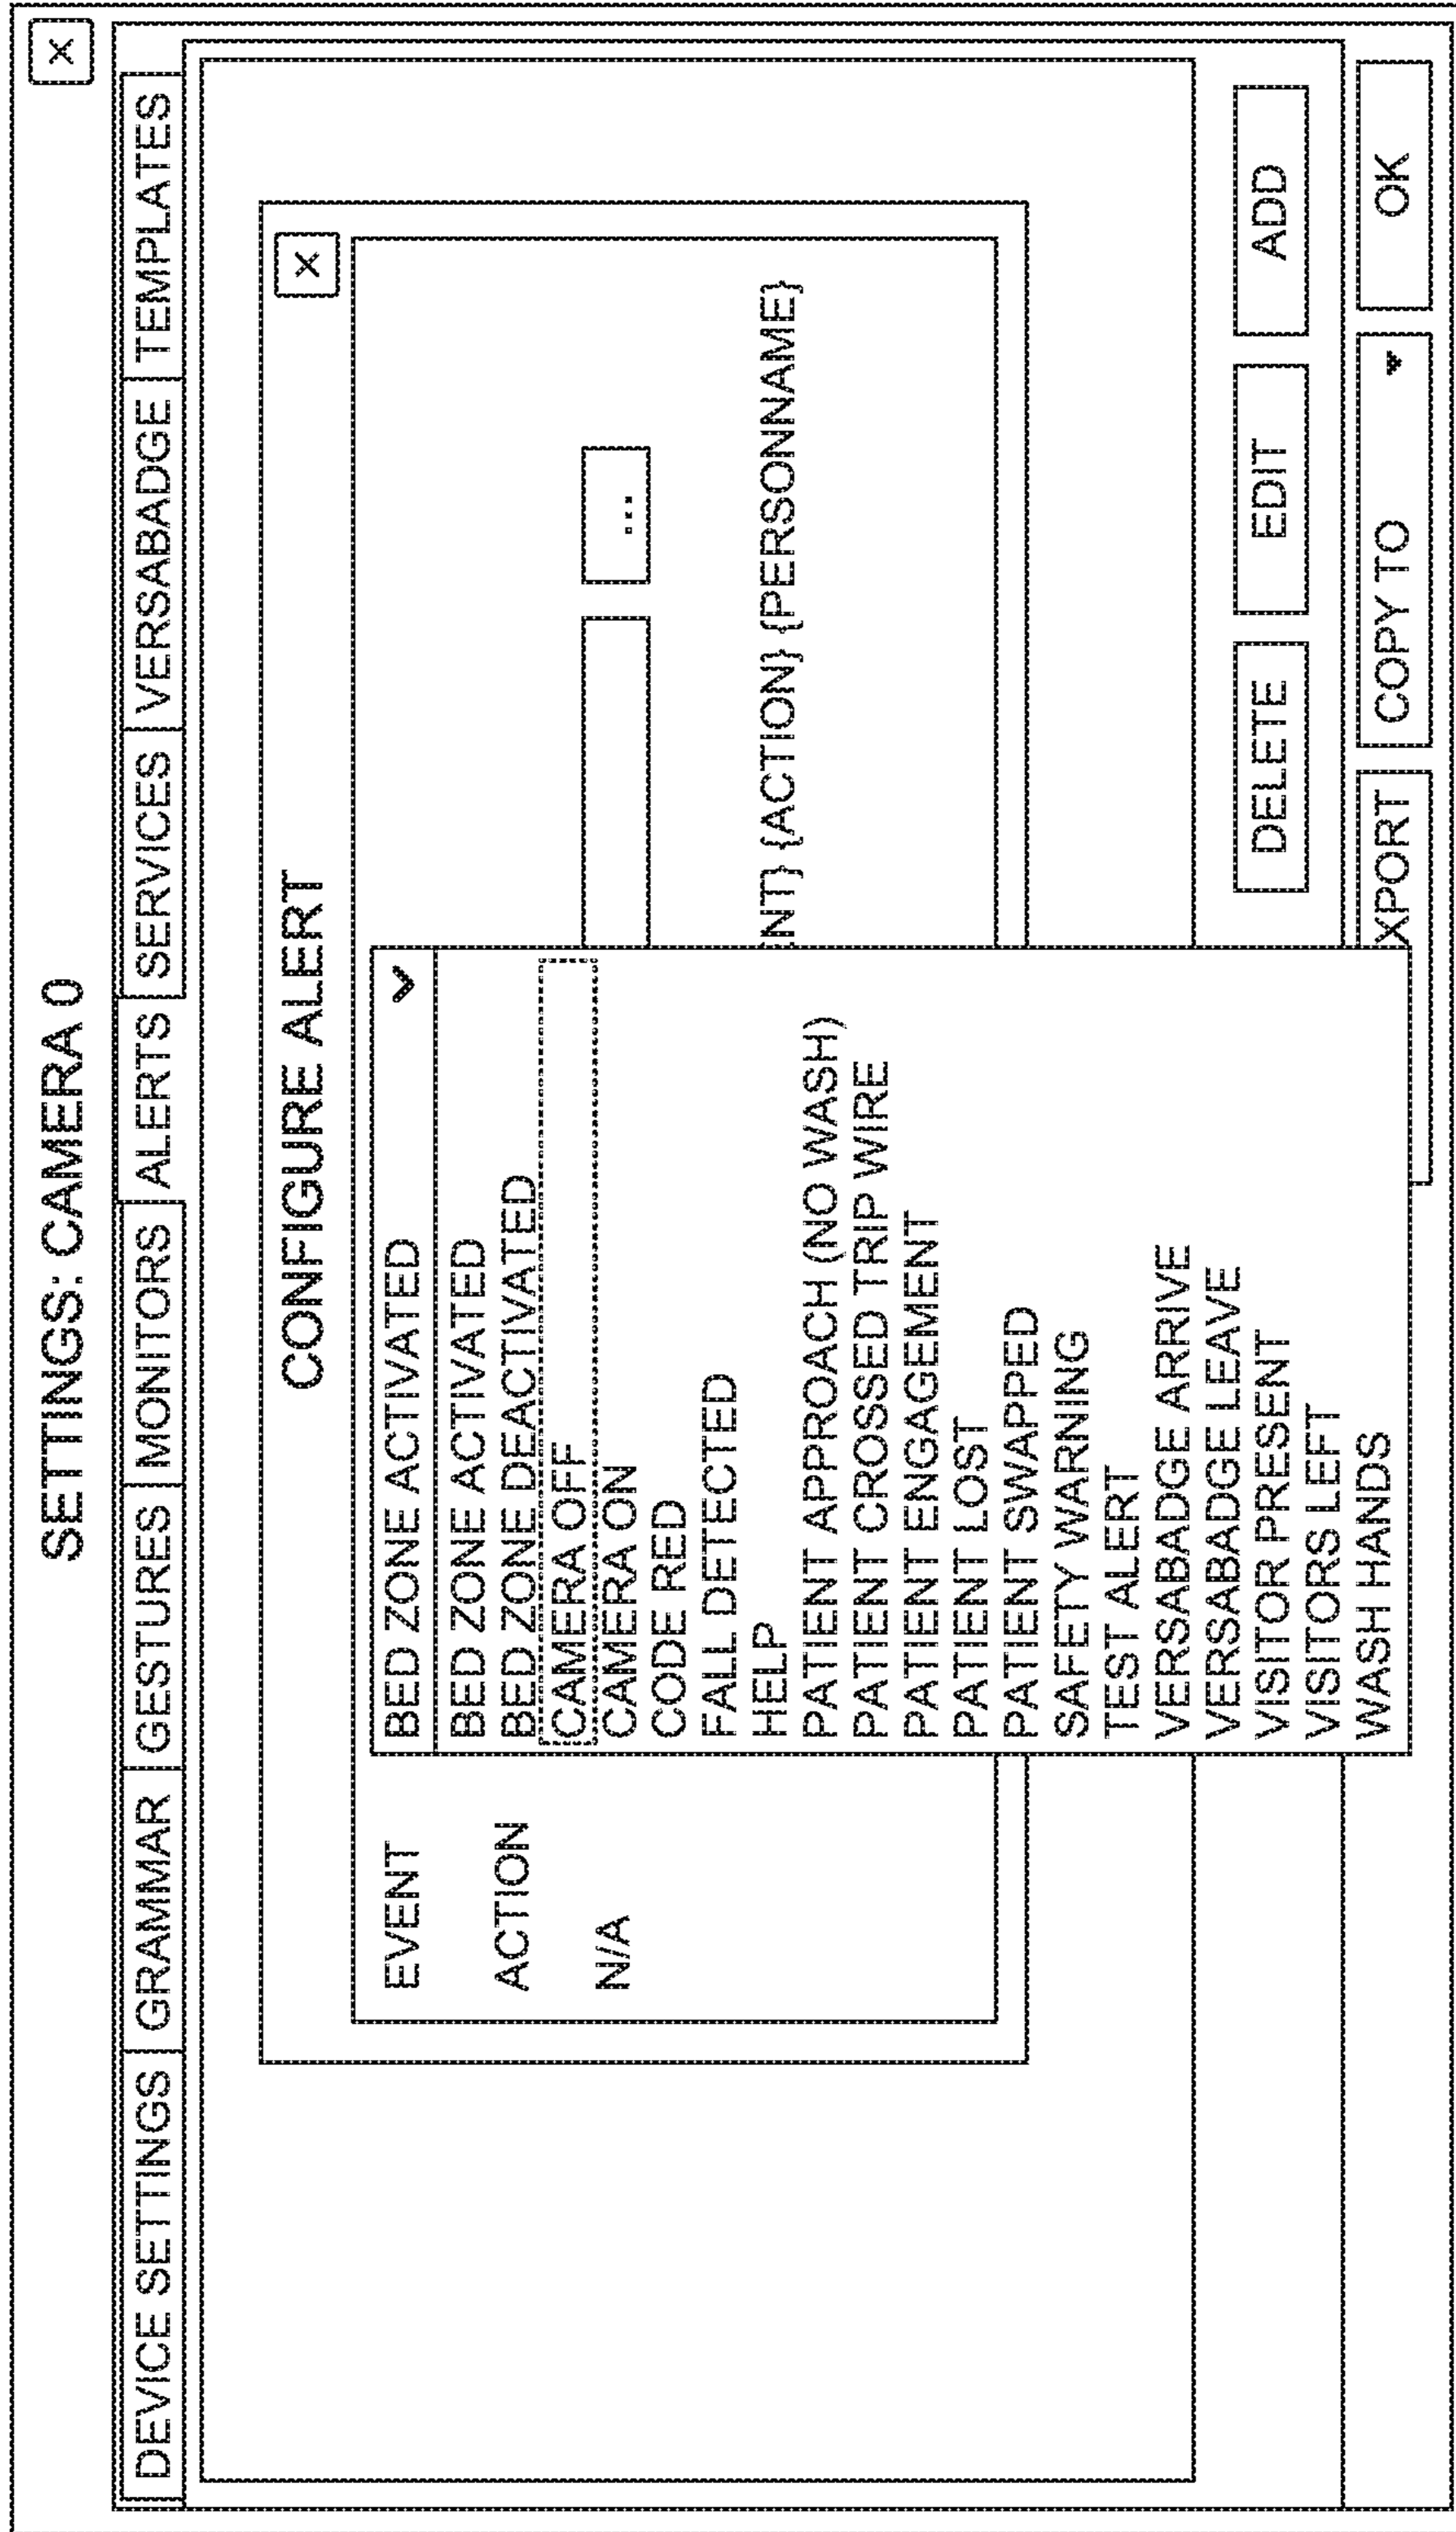 SETTINGS: CAMERA 0
X
DEVICE SETTINGS GRAMMAR GESTURES MONITORS ALERTS SERVICES VERSABADGE TEMPLATES
CONFIGURE ALERT
X
EVENT
BED ZONE ACTIVATED
BED ZONE ACTIVATED
ACTION
BED ZONE DEACTIVATED
CAMERA OFF
N/A
...
CAMERA ON
CODE RED
FALL DETECTED
HELP
NT} {ACTION} {PERSONNAME}
PATIENT APPROACH (NO WASH)
PATIENT CROSSED TRIP WIRE
PATIENT ENGAGEMENT
PATIENT LOST
PATIENT SWAPPED
SAFETY WARNING
TEST ALERT
VERSABADGE ARRIVE
VERSABADGE LEAVE
VISITOR PRESENT
VISITORS LEFT
WASH HANDS
DELETE EDIT ADD
XPORT COPY TO OK